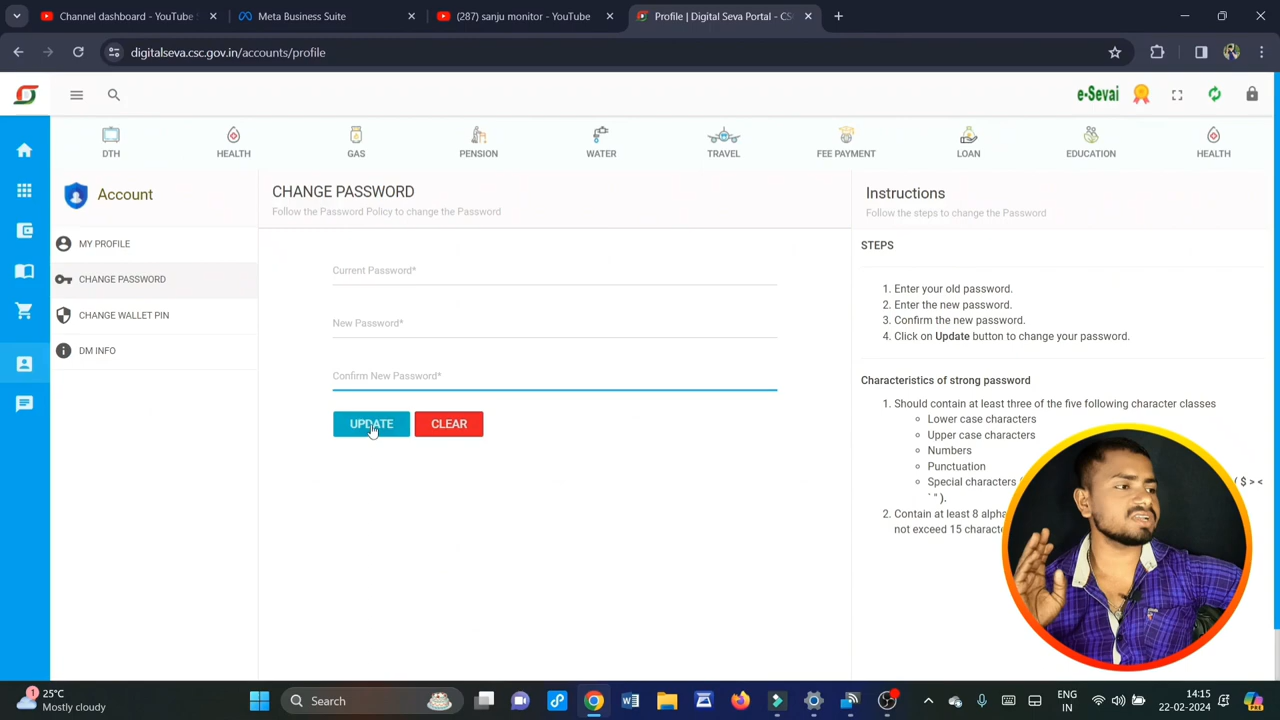 Channel dashboard - YouTube
Meta Business Suite
(287) sanju monitor - YouTube
Profile | Digital Seva Portal - CS
digitalseva.csc.gov.in/accounts/profile
e-Sevai
DTH
HEALTH
GAS
PENSION
WATER
TRAVEL
FEE PAYMENT
LOAN
EDUCATION
HEALTH
Account
MY PROFILE
CHANGE PASSWORD
CHANGE WALLET PIN
DM INFO
CHANGE PASSWORD
Follow the Password Policy to change the Password
Current Password*
New Password*
Confirm New Password*
UPDATE
CLEAR
Instructions
Follow the steps to change the Password
STEPS
1. Enter your old password.
2. Enter the new password.
3. Confirm the new password.
4. Click on Update button to change your password.
Characteristics of strong password
1. Should contain at least three of the five following character classes
Lower case characters
Upper case characters
Numbers
Punctuation
Special characters ( $ > <
` " ).
2. Contain at least 8 alpha
not exceed 15 characte
1
25°C
Mostly cloudy
Search
ENG
IN
14:15
22-02-2024
PRE